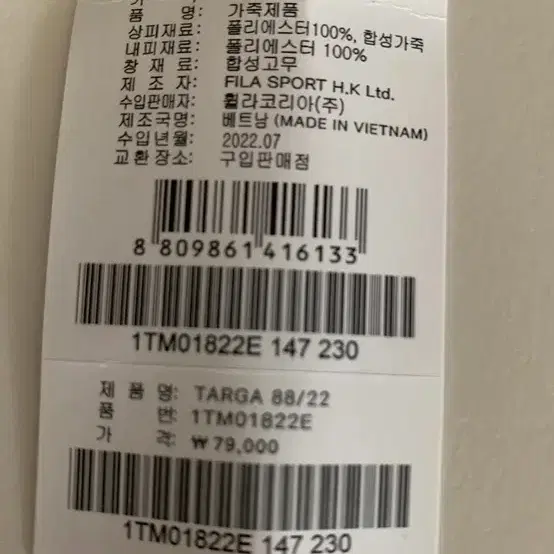 품 명: 가죽제품
상피재료: 폴리에스터100%, 합성가죽
내피재료: 폴리에스터 100%
창 재 료: 합성고무
제 조 자: FILA SPORT H.K Ltd.
수입판매자: 휠라코리아(주)
제조국명: 베트남 (MADE IN VIETNAM)
수입년월: 2022.07
교환장소: 구입판매점
8 809861 416133
1TM01822E 147 230
제 품 명: TARGA 88/22
품 번: 1TM01822E
가 격: ₩79,000
1TM01822E 147 230